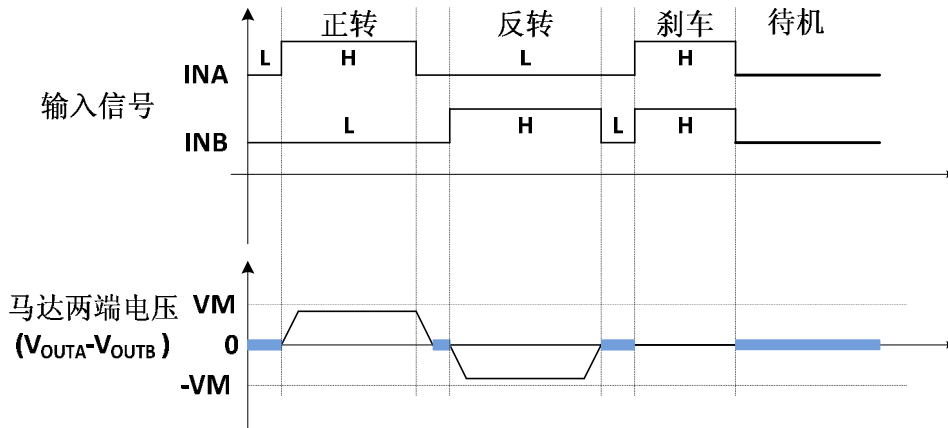 正转 反转 刹车 待机
L H L H
INA
输入信号
L H L H
INB
马达两端电压
(VOUTA-VOUTB)
VM
0
-VM